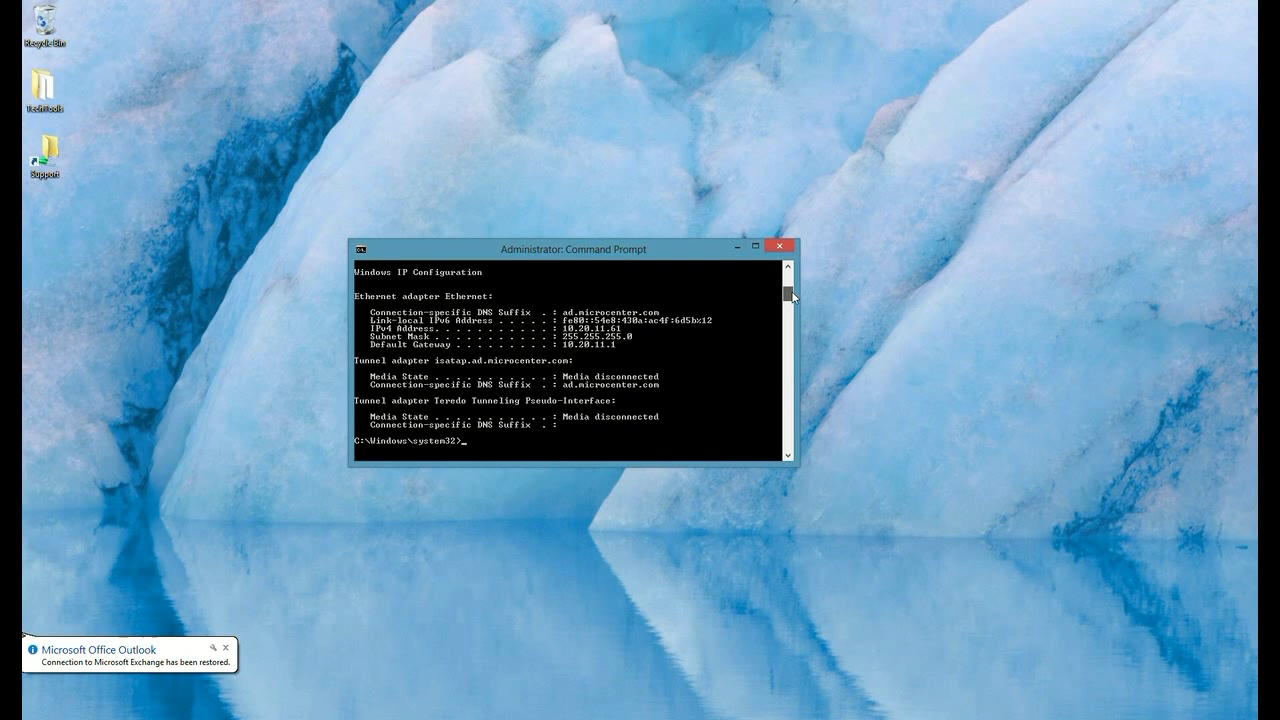 Recycle Bin
TechTools
Support
Administrator: Command Prompt
Windows IP Configuration
Ethernet adapter Ethernet:
Connection-specific DNS Suffix . : ad.microcenter.com
Link-local IPv6 Address . . . . . : fe80::54e8:430a:ac4f:6d5b%12
IPv4 Address. . . . . . . . . . . : 10.20.11.61
Subnet Mask . . . . . . . . . . . : 255.255.255.0
Default Gateway . . . . . . . . . : 10.20.11.1
Tunnel adapter isatap.ad.microcenter.com:
Media State . . . . . . . . . . . : Media disconnected
Connection-specific DNS Suffix . : ad.microcenter.com
Tunnel adapter Teredo Tunneling Pseudo-Interface:
Media State . . . . . . . . . . . : Media disconnected
Connection-specific DNS Suffix . :
C:\Windows\system32>_
Microsoft Office Outlook
Connection to Microsoft Exchange has been restored.